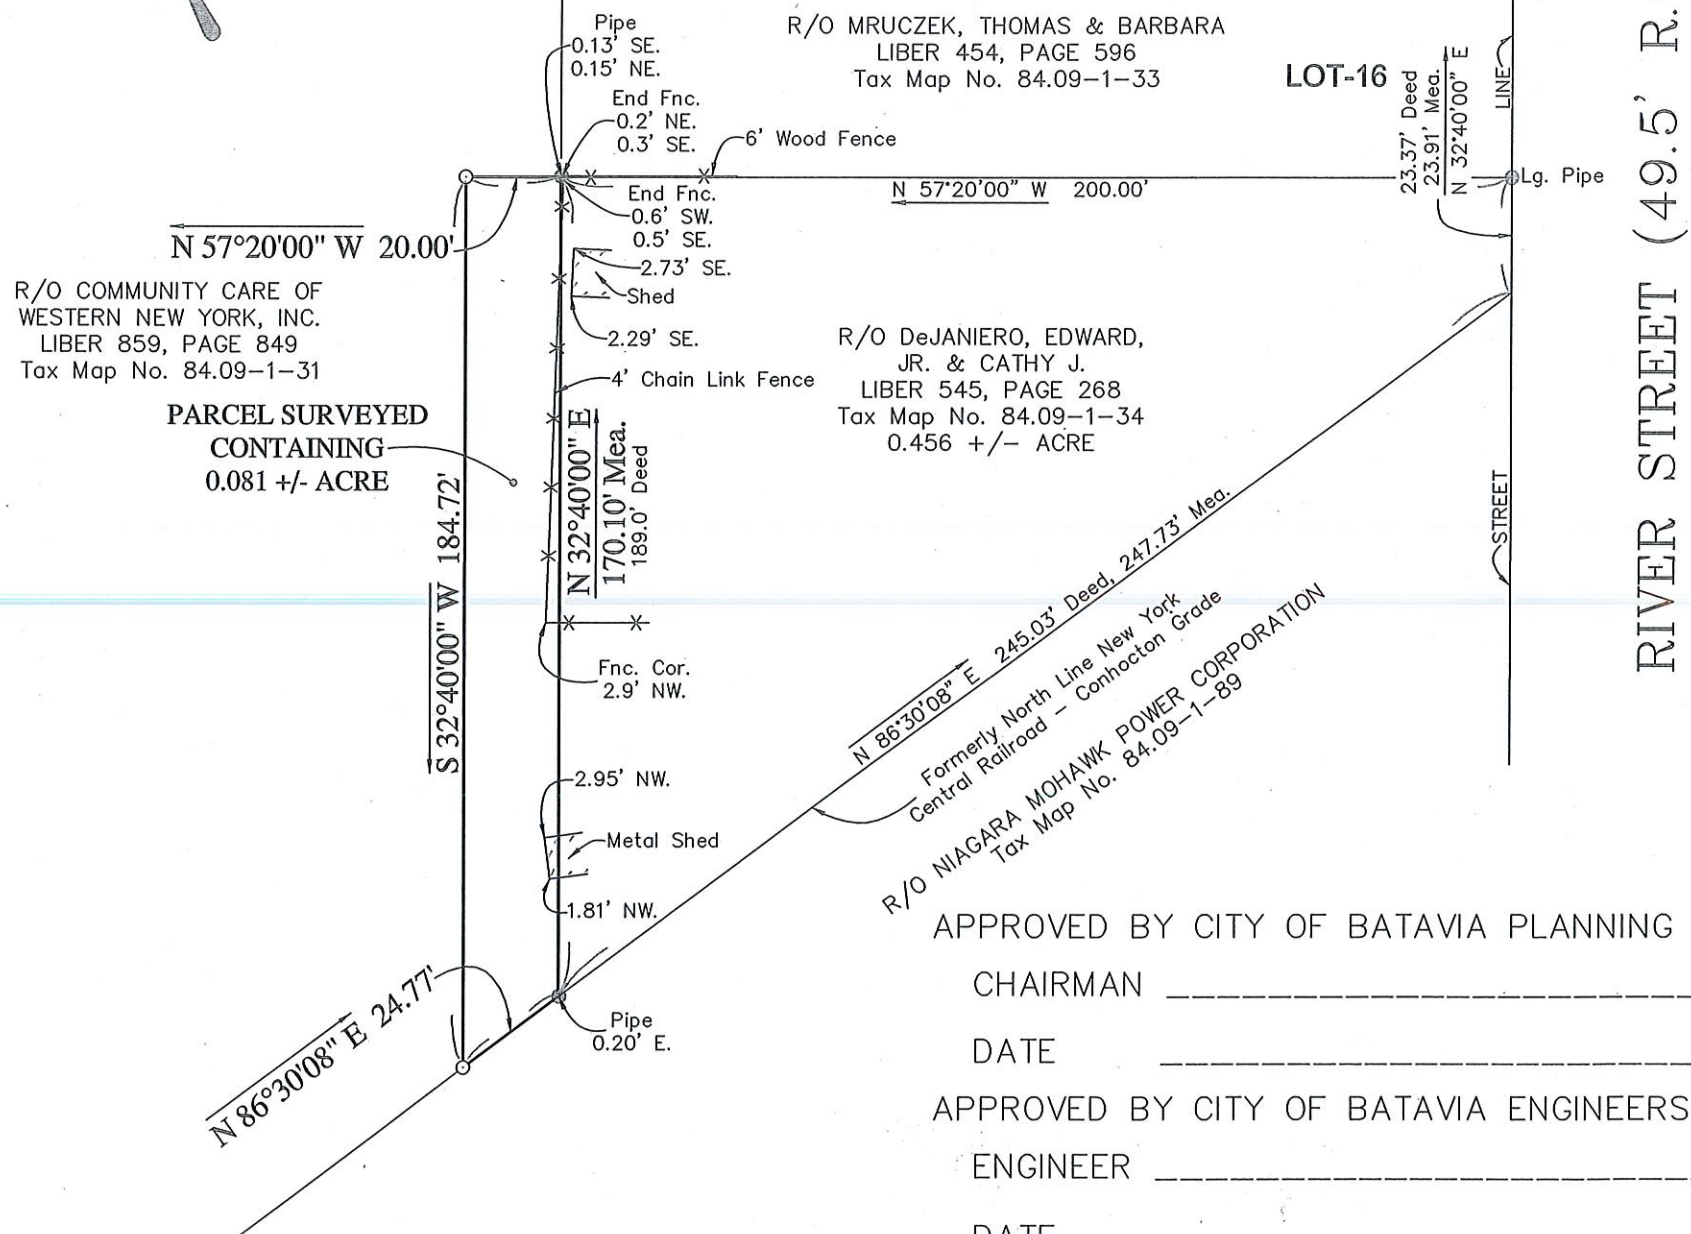 Pipe
0.13' SE.
0.15' NE.
R/O MRUCZEK, THOMAS & BARBARA
LIBER 454, PAGE 596
Tax Map No. 84.09-1-33
LOT-16
23.37' Deed
23.91' Mea.
N 32°40'00" E
LINE
RIVER STREET (49.5' R.
End Fnc.
0.2' NE.
0.3' SE.
6' Wood Fence
N 57°20'00" W 200.00'
Lg. Pipe
End Fnc.
0.6' SW.
0.5' SE.
N 57°20'00" W 20.00'
2.73' SE.
Shed
2.29' SE.
R/O COMMUNITY CARE OF
WESTERN NEW YORK, INC.
LIBER 859, PAGE 849
Tax Map No. 84.09-1-31
R/O DeJANIERO, EDWARD,
JR. & CATHY J.
LIBER 545, PAGE 268
Tax Map No. 84.09-1-34
0.456 +/- ACRE
4' Chain Link Fence
PARCEL SURVEYED
CONTAINING
0.081 +/- ACRE
S 32°40'00" W 184.72'
N 32°40'00" E
170.10' Mea.
189.0' Deed
STREET
N 86°30'08" E 245.03' Deed, 247.73' Mea.
Formerly North Line New York
Central Railroad - Conhocton Grade
R/O NIAGARA MOHAWK POWER CORPORATION
Tax Map No. 84.09-1-89
Fnc. Cor.
2.9' NW.
2.95' NW.
Metal Shed
1.81' NW.
N 86°30'08" E 24.77'
Pipe
0.20' E.
APPROVED BY CITY OF BATAVIA PLANNING
CHAIRMAN
DATE
APPROVED BY CITY OF BATAVIA ENGINEERS
ENGINEER
DATE